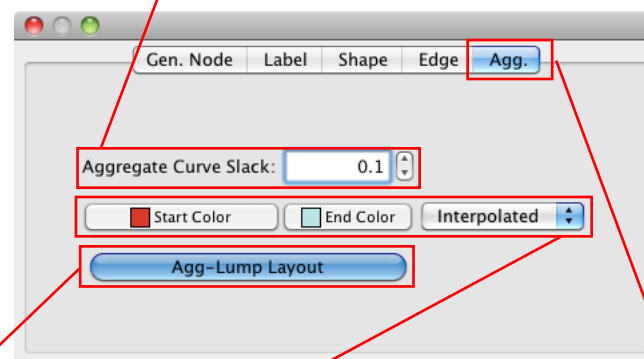 Gen. Node Label Shape Edge Agg.
Aggregate Curve Slack: 0.1
Start Color End Color Interpolated
Agg-Lump Layout